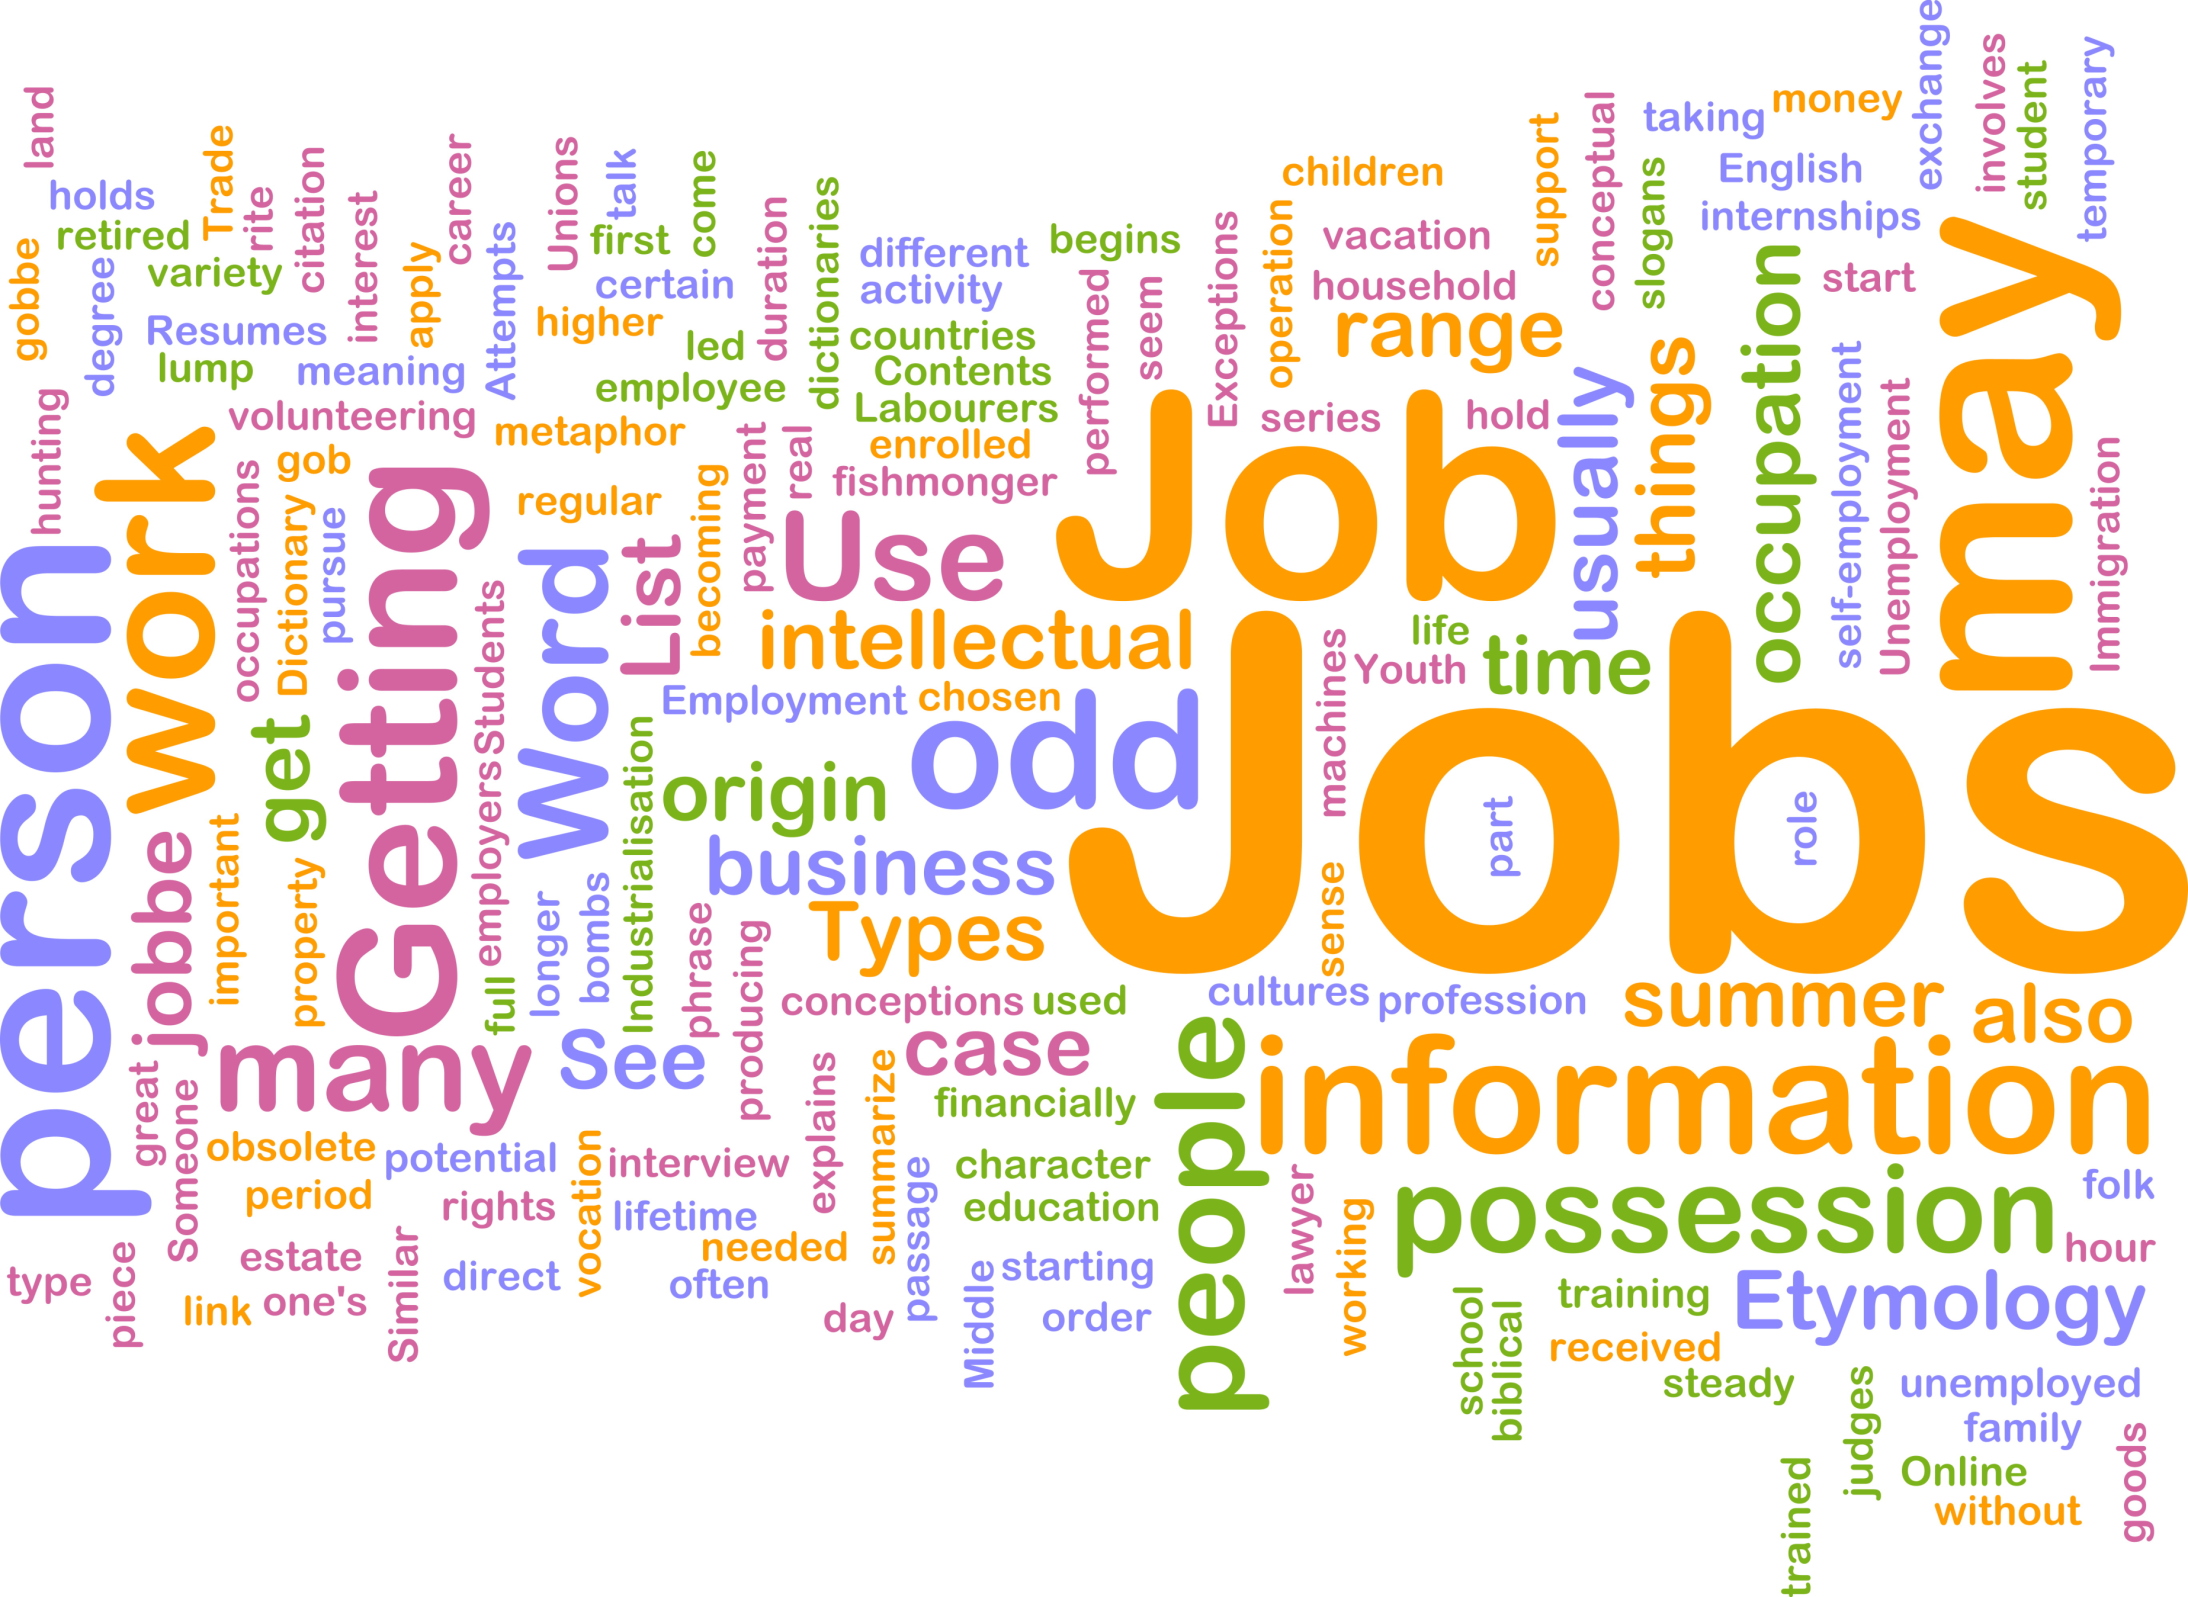 land
holds
retired
Trade
rite
citation
interest
career
apply
Attempts
Unions
talk
first
come
certain
higher
duration
dictionaries
different
activity
begins
countries
Contents
Labourers
enrolled
fishmonger
performed
seem
Exceptions
operation
children
vacation
household
range
series
hold
support
conceptual
slogans
taking
money
English
internships
exchange
involves
student
temporary
start
may
occupation
things
usually
self-employment
Unemployment
Immigration
gobbe
degree
variety
Resumes
lump
meaning
volunteering
hunting
work
gob
occupations
Dictionary
pursue
Getting
Students
employers
metaphor
regular
employee
led
becoming
payment
real
Use
Job
Word
List
intellectual
Employment
chosen
odd
origin
business
Types
Industrialisation
life
Youth
time
machines
Jobs
part
role
sense
person
get
jobbe
important
property
full
longer
bombs
phrase
producing
conceptions
used
cultures
profession
summer
also
many
See
case
financially
people
information
great
Someone
obsolete
potential
period
rights
vocation
interview
lifetime
explains
summarize
passage
character
education
needed
often
estate
one's
link
Similar
direct
type
piece
day
Middle
starting
order
lawyer
working
possession
folk
hour
school
biblical
training
Etymology
received
steady
judges
unemployed
family
Online
without
trained
goods